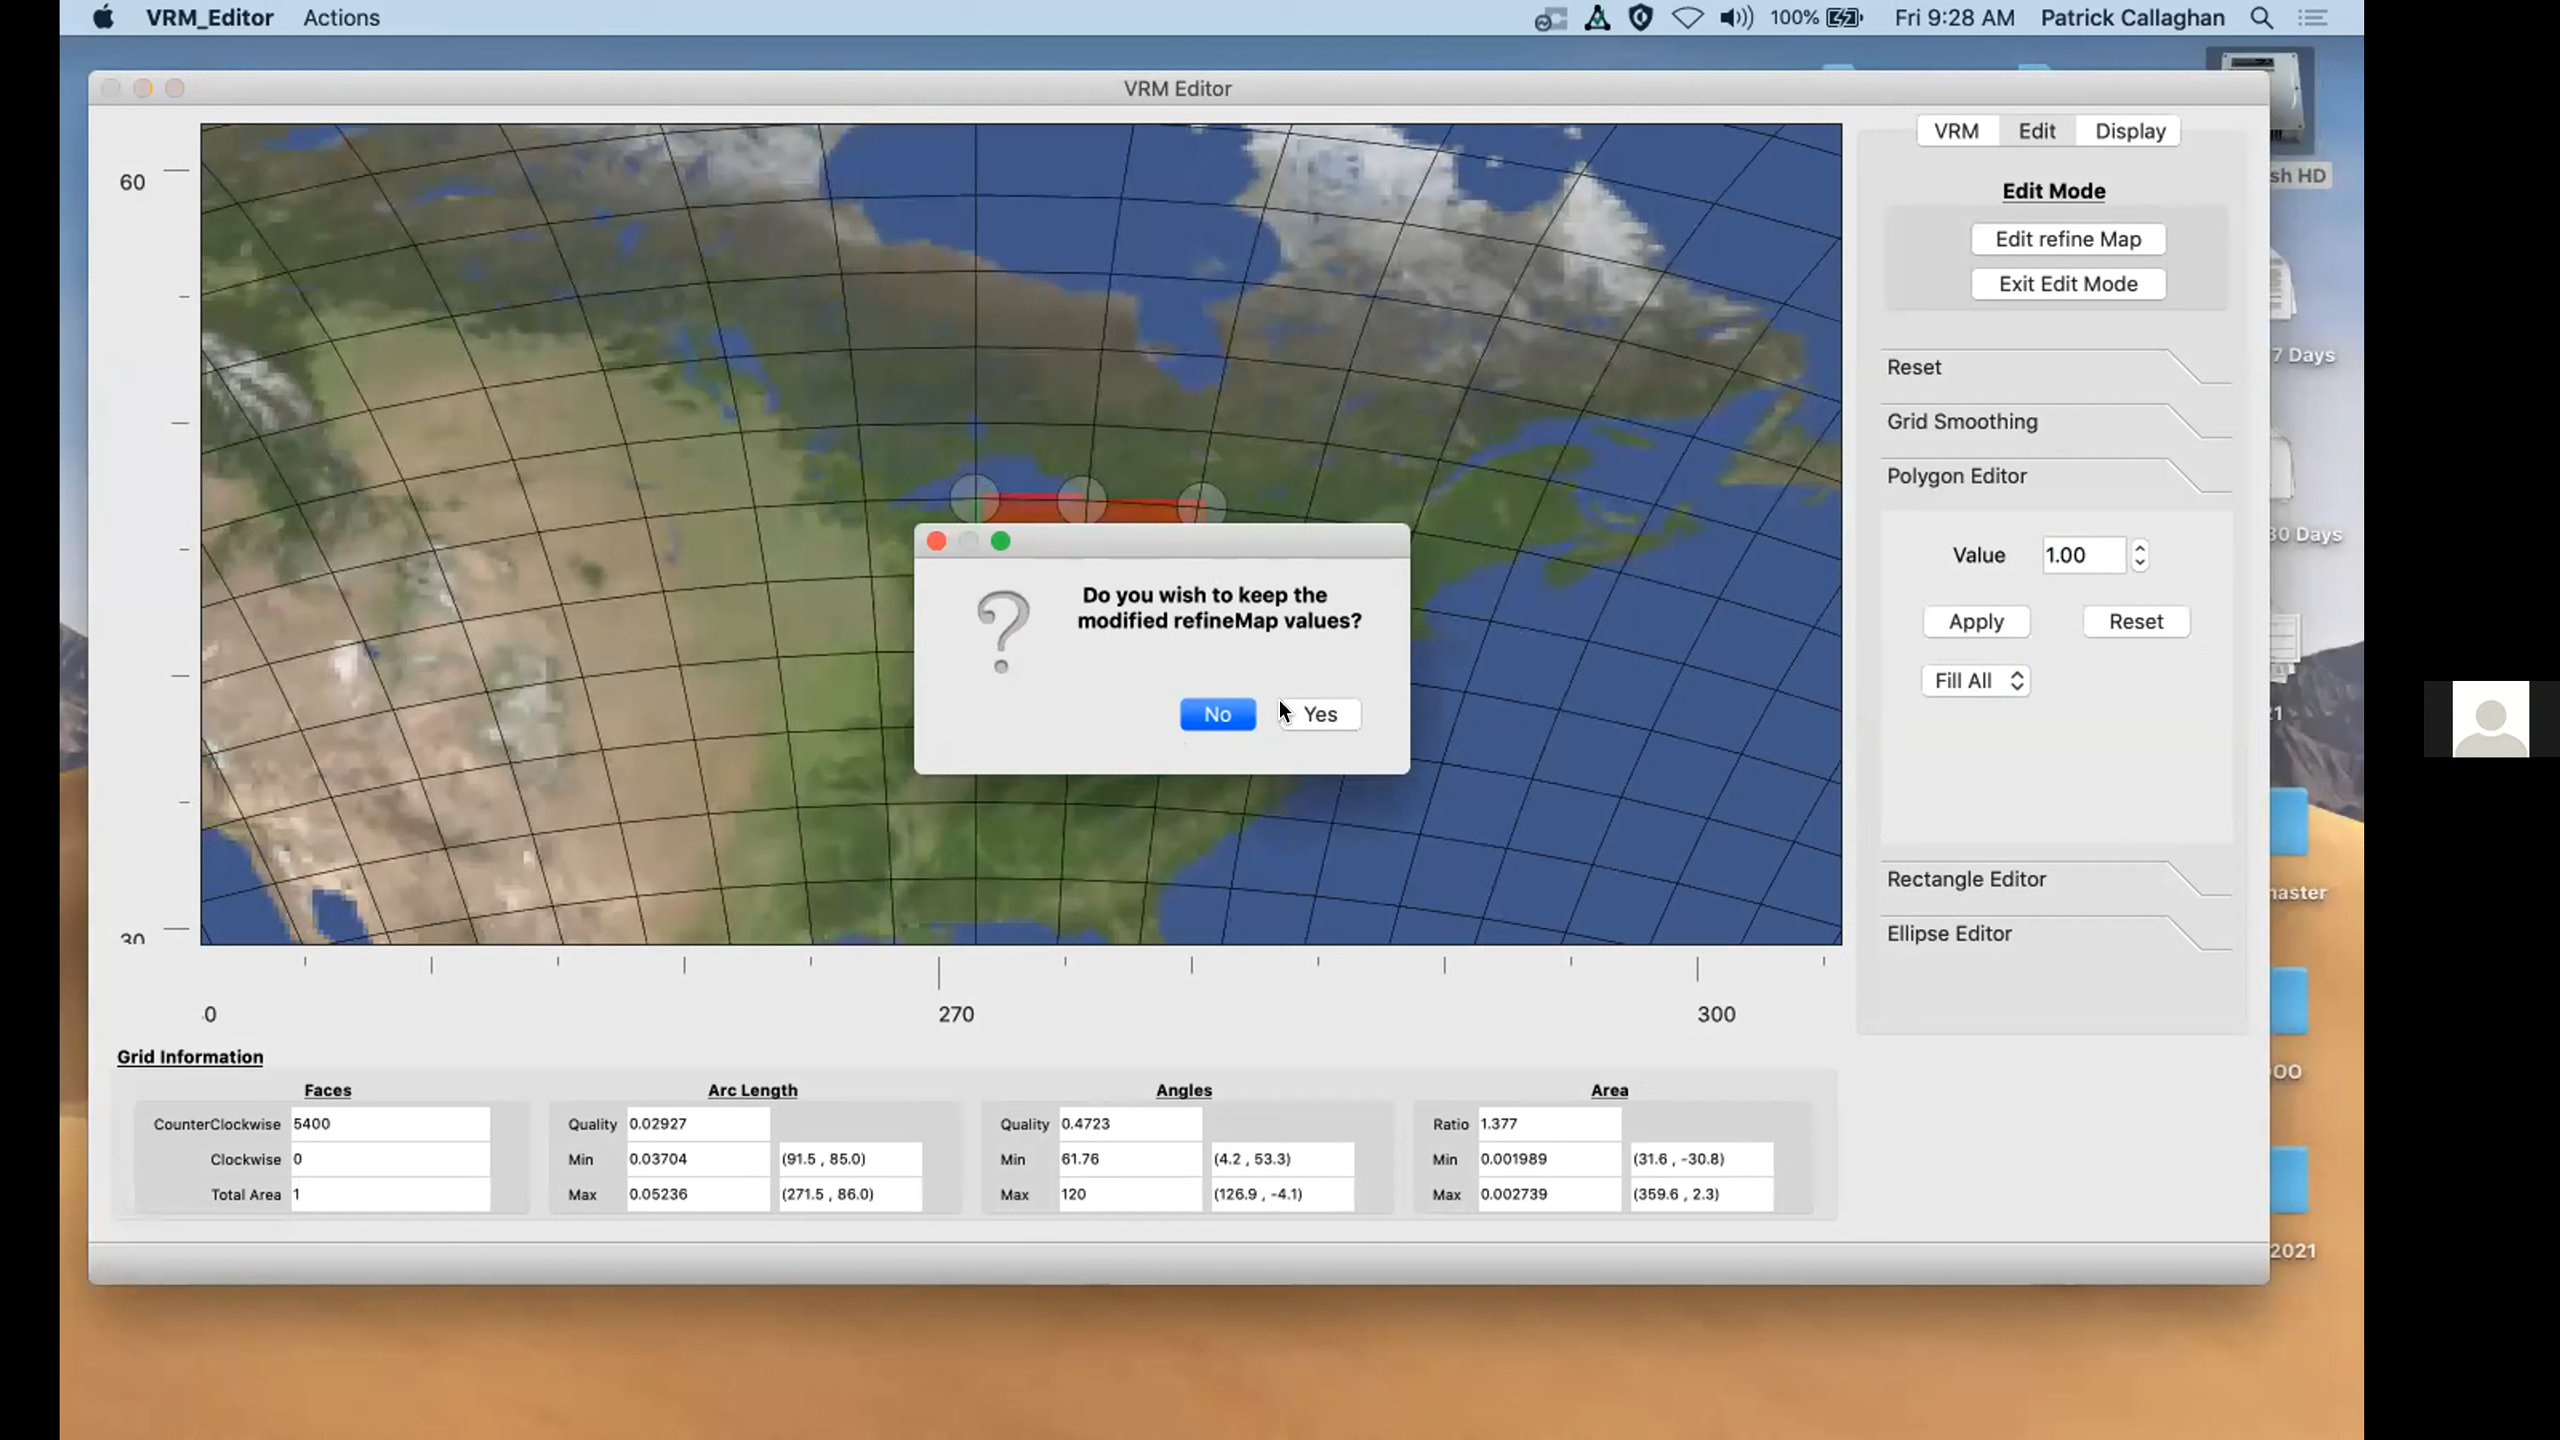 VRM_Editor Actions 100% Fri 9:28 AM Patrick Callaghan
VRM Editor
60
30
0
270
300
VRM Edit Display
Edit Mode
Edit refine Map
Exit Edit Mode
Reset
Grid Smoothing
Polygon Editor
Value 1.00
Apply Reset
Fill All
Rectangle Editor
Ellipse Editor
Do you wish to keep the
modified refineMap values?
No Yes
Grid Information
Faces
CounterClockwise 5400
Clockwise 0
Total Area 1
Arc Length
Quality 0.02927
Min 0.03704 (91.5 , 85.0)
Max 0.05236 (271.5 , 86.0)
Angles
Quality 0.4723
Min 61.76 (4.2 , 53.3)
Max 120 (126.9 , -4.1)
Area
Ratio 1.377
Min 0.001989 (31.6 , -30.8)
Max 0.002739 (359.6 , 2.3)
sh HD
7 Days
30 Days
21
master
2021